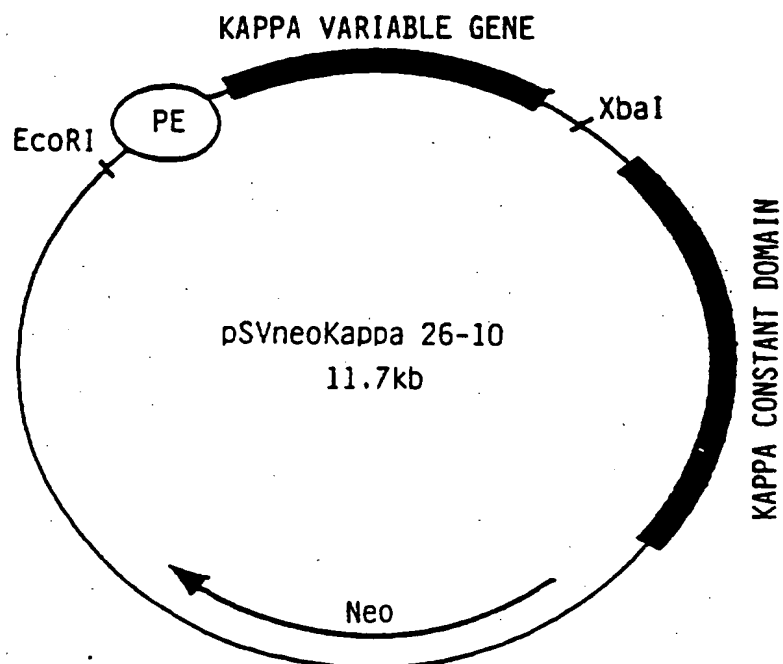 KAPPA VARIABLE GENE
PE
XbaI
EcoRI
KAPPA CONSTANT DOMAIN
pSVneoKappa 26-10
11.7kb
Neo